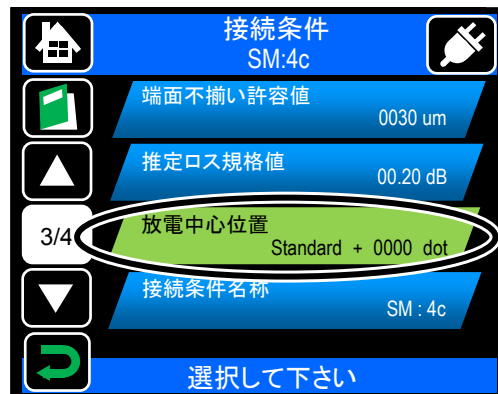 接続条件
SM:4c
端面不揃い許容値
0030 um
推定ロス規格値
00.20 dB
3/4
放電中心位置
Standard + 0000 dot
接続条件名称
SM : 4c
選択して下さい